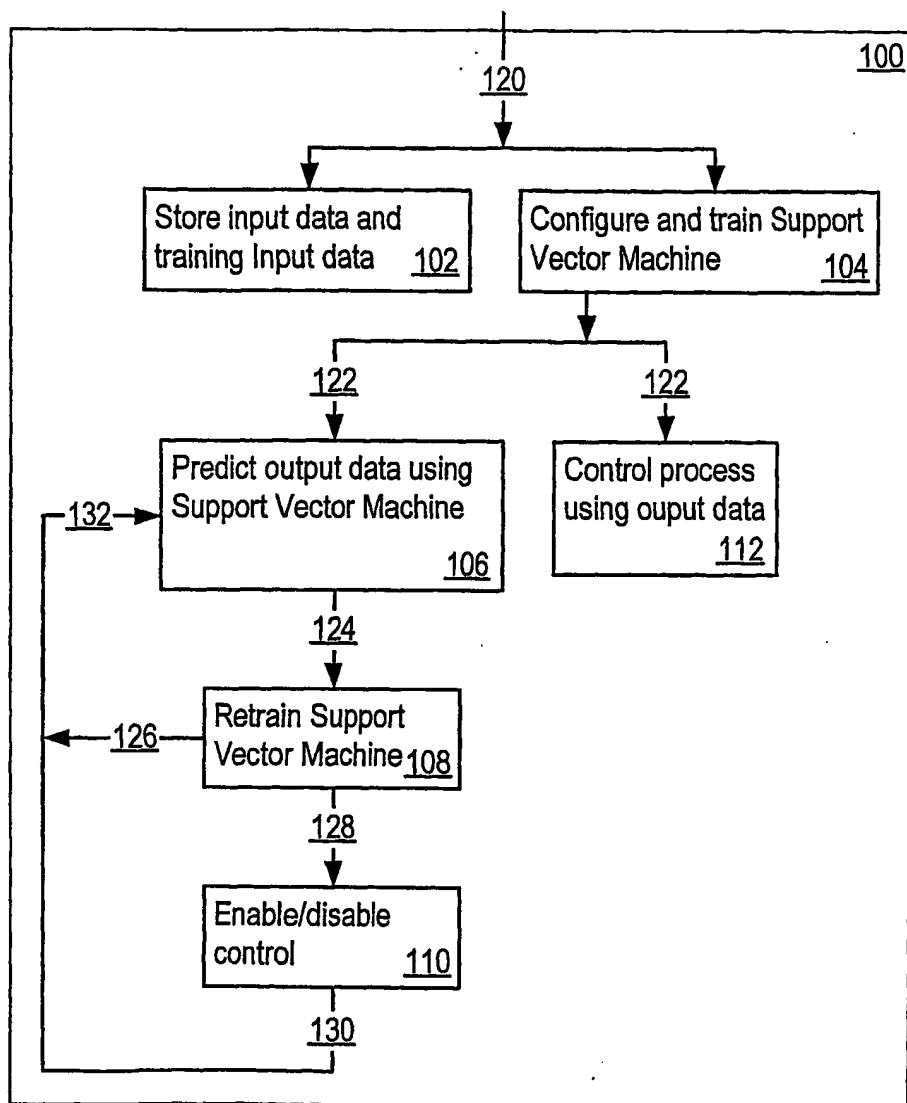 100
120
Store input data and
training Input data 102
Configure and train Support
Vector Machine 104
122
122
Predict output data using
Support Vector Machine
106
Control process
using ouput data
112
132
124
Retrain Support
Vector Machine 108
126
128
Enable/disable
control 110
130